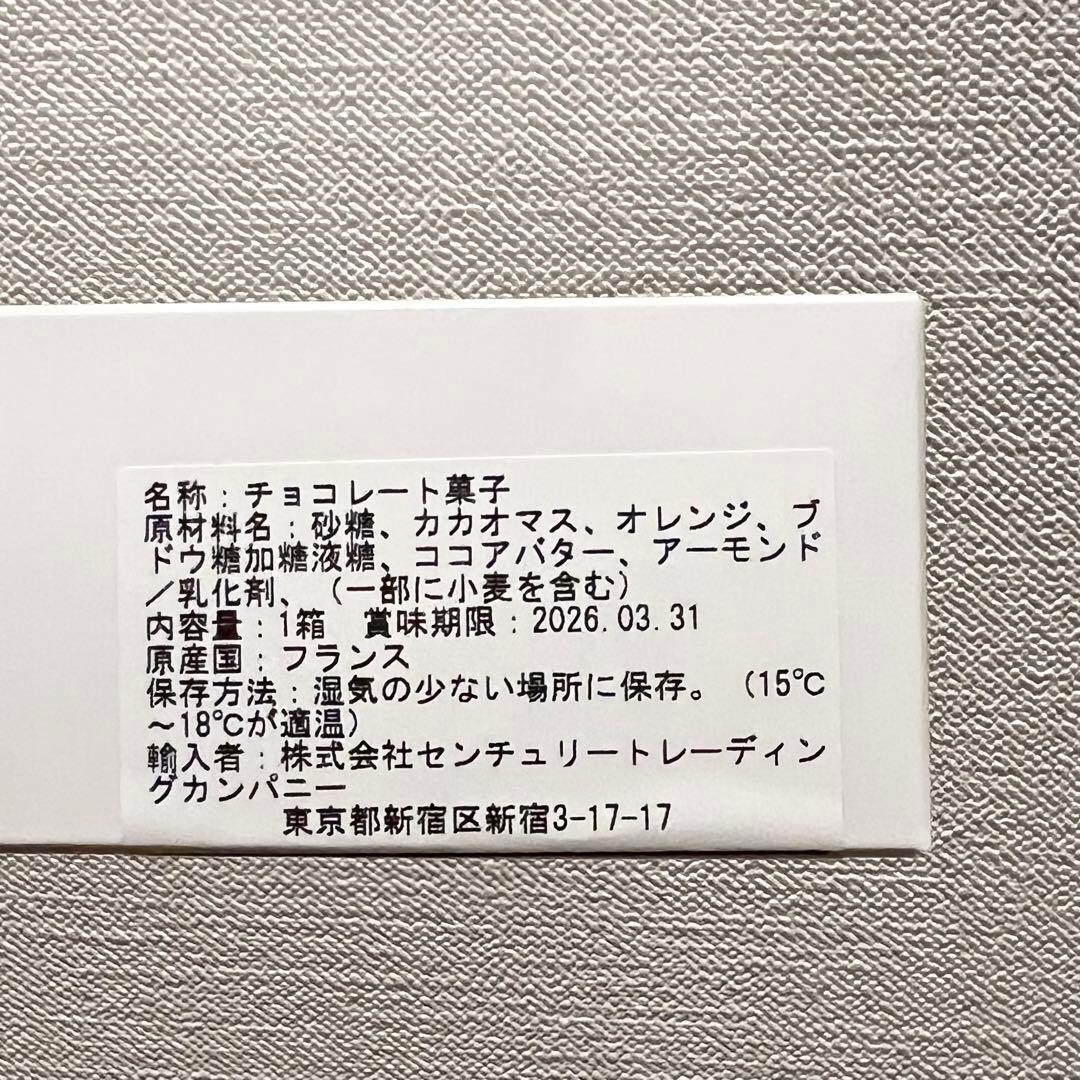 名称：チョコレート菓子
原材料名：砂糖、カカオマス、オレンジ、ブ
ドウ糖加糖液糖、ココアバター、アーモンド
／乳化剤、（一部に小麦を含む）
内容量：1箱　賞味期限：2026.03.31
原産国：フランス
保存方法：湿気の少ない場所に保存。（15℃
～18℃が適温）
輸入者：株式会社センチュリートレーディン
グカンパニー
東京都新宿区新宿3-17-17